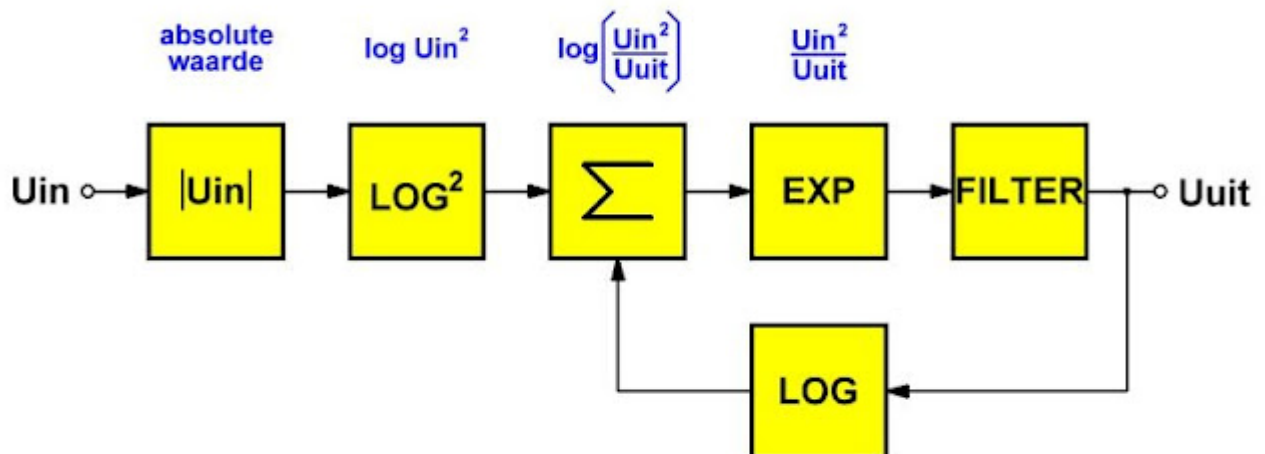 absolute
waarde
log Uin²
log(Uin²/Uuit)
Uin²/Uuit
Uin
|Uin|
LOG²
Σ
EXP
FILTER
Uuit
LOG